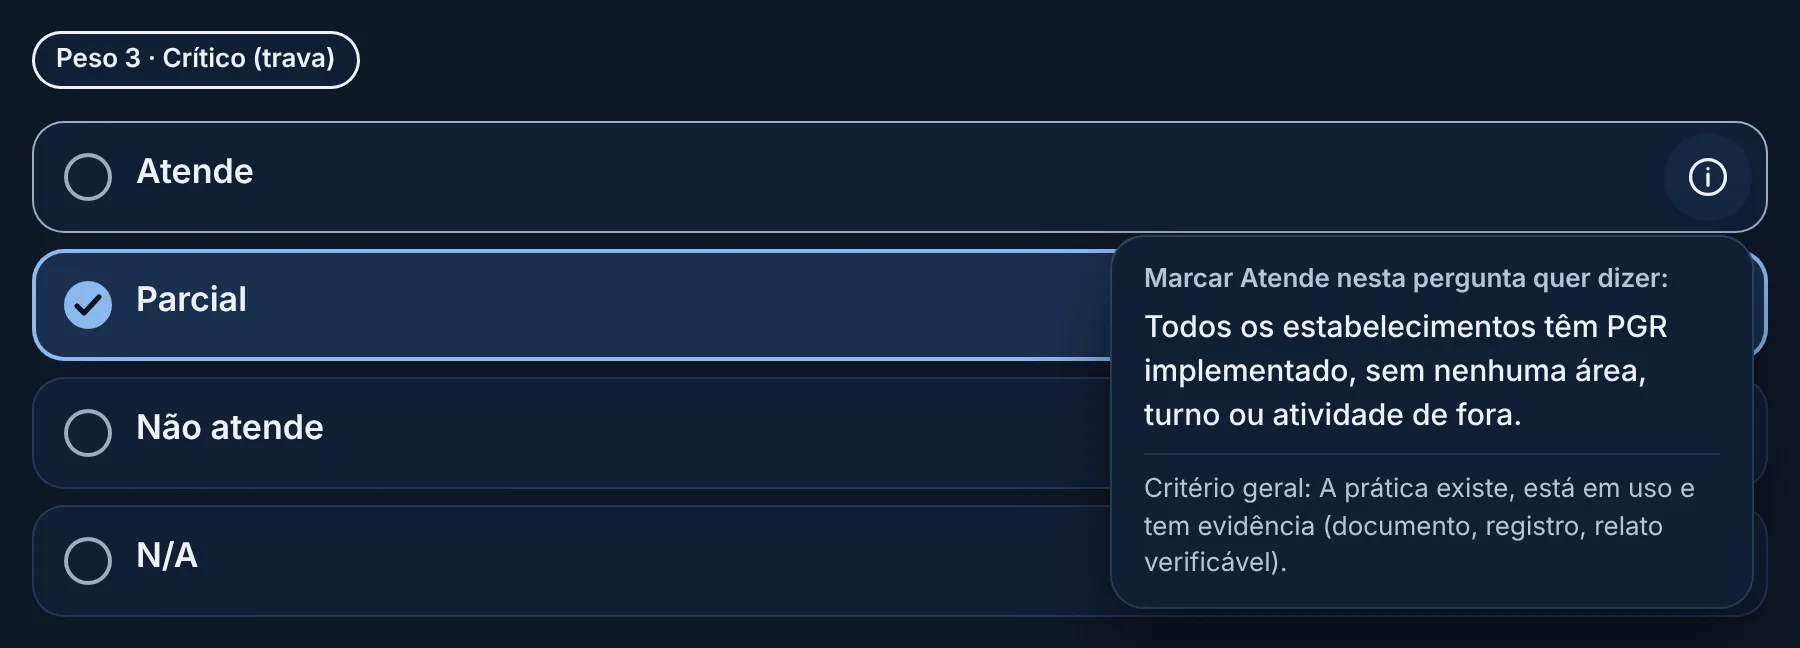 Peso 3 · Crítico (trava)
Atende
Parcial
Marcar Atende nesta pergunta quer dizer:
Todos os estabelecimentos têm PGR
implementado, sem nenhuma área,
turno ou atividade de fora.
Critério geral: A prática existe, está em uso e
tem evidência (documento, registro, relato
verificável).
Não atende
N/A